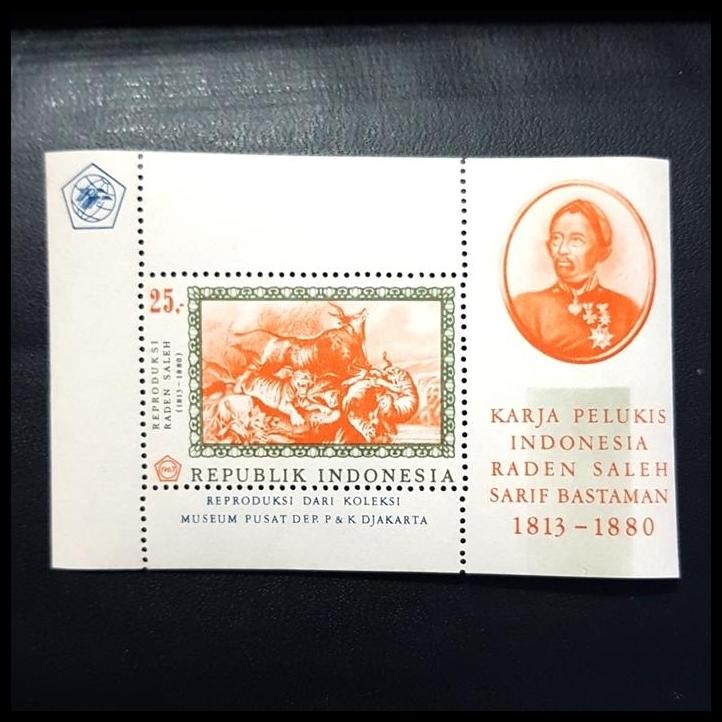 25,-
REPRODUKSI
RADEN SALEH
(1813-1880)
1967
REPUBLIK INDONESIA
REPRODUKSI DARI KOLEKSI
MUSEUM PUSAT DEP. P & K DJAKARTA
KARJA PELUKIS
INDONESIA
RADEN SALEH
SARIF BASTAMAN
1813-1880